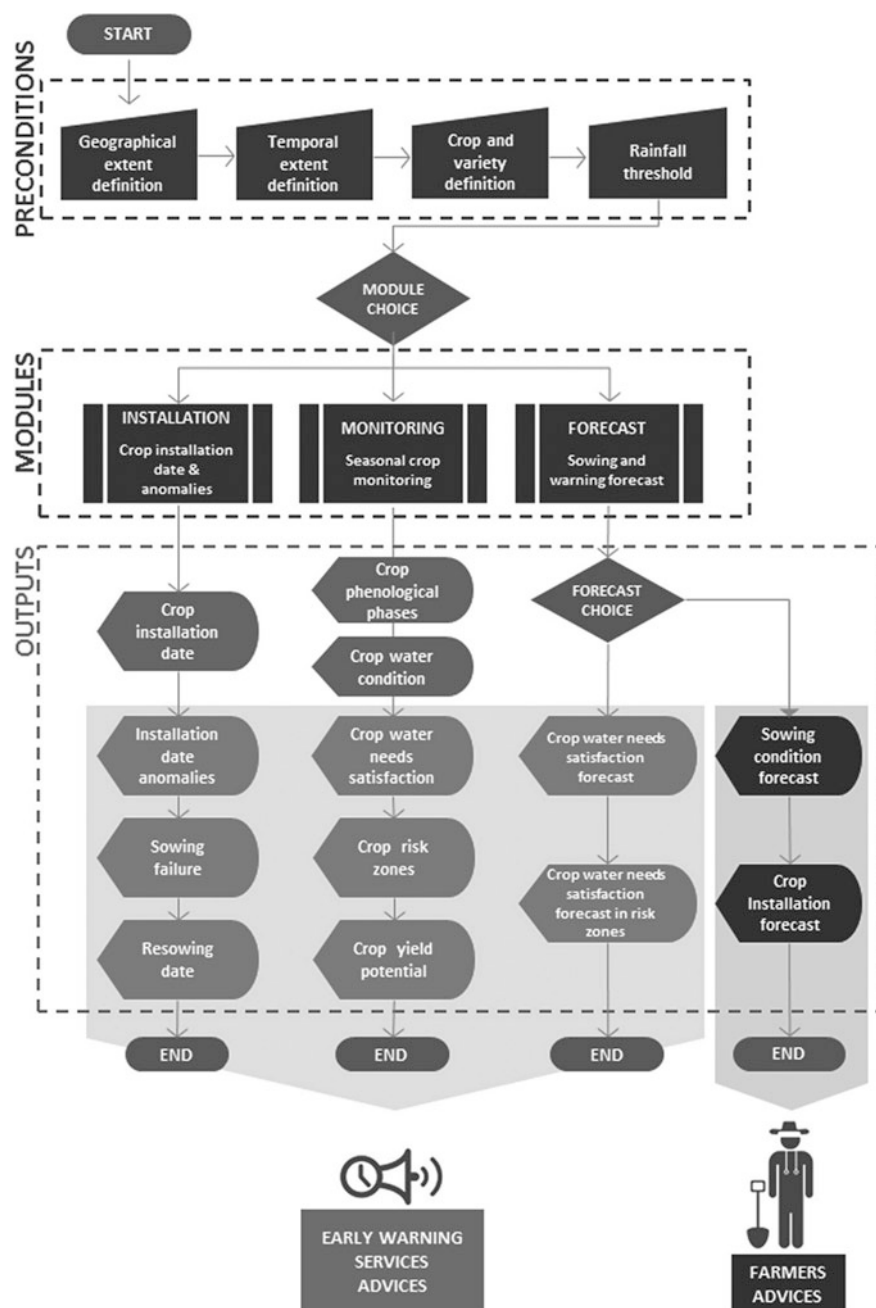 START
PRECONDITIONS
Geographical
extent
definition
Temporal
extent
definition
Crop and
variety
definition
Rainfall
threshold
MODULE
CHOICE
MODULES
INSTALLATION
Crop installation
date &
anomalies
MONITORING
Seasonal crop
monitoring
FORECAST
Sowing and
warning forecast
OUTPUTS
Crop
installation
date
Installation
date
anomalies
Sowing
failure
Resowing
date
END
Crop
phenological
phases
Crop water
condition
Crop water
needs
satisfaction
Crop risk
zones
Crop yield
potential
END
FORECAST
CHOICE
Crop water needs
satisfaction
forecast
Crop water needs
satisfaction
forecast in risk
zones
END
Sowing
condition
forecast
Crop
Installation
forecast
END
EARLY WARNING
SERVICES
ADVICES
FARMERS
ADVICES